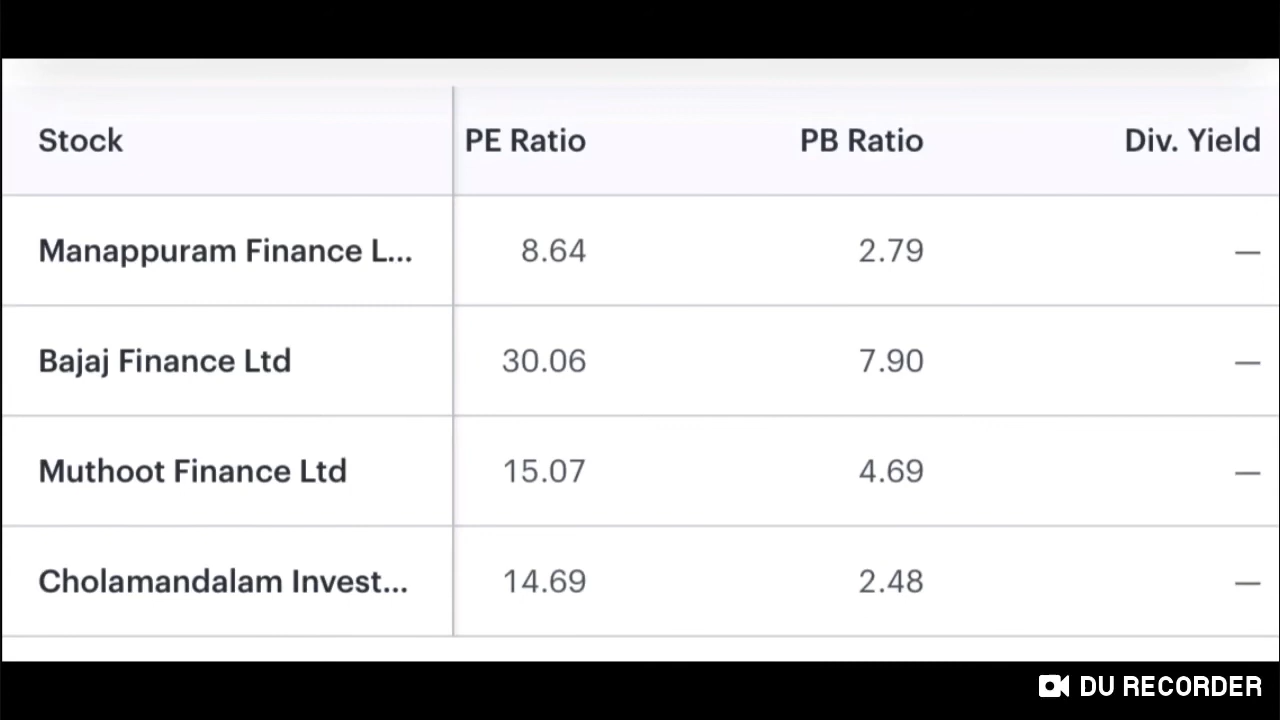 Stock PE Ratio PB Ratio Div. Yield
Manappuram Finance L... 8.64 2.79 —
Bajaj Finance Ltd 30.06 7.90 —
Muthoot Finance Ltd 15.07 4.69 —
Cholamandalam Invest... 14.69 2.48 —
DU RECORDER